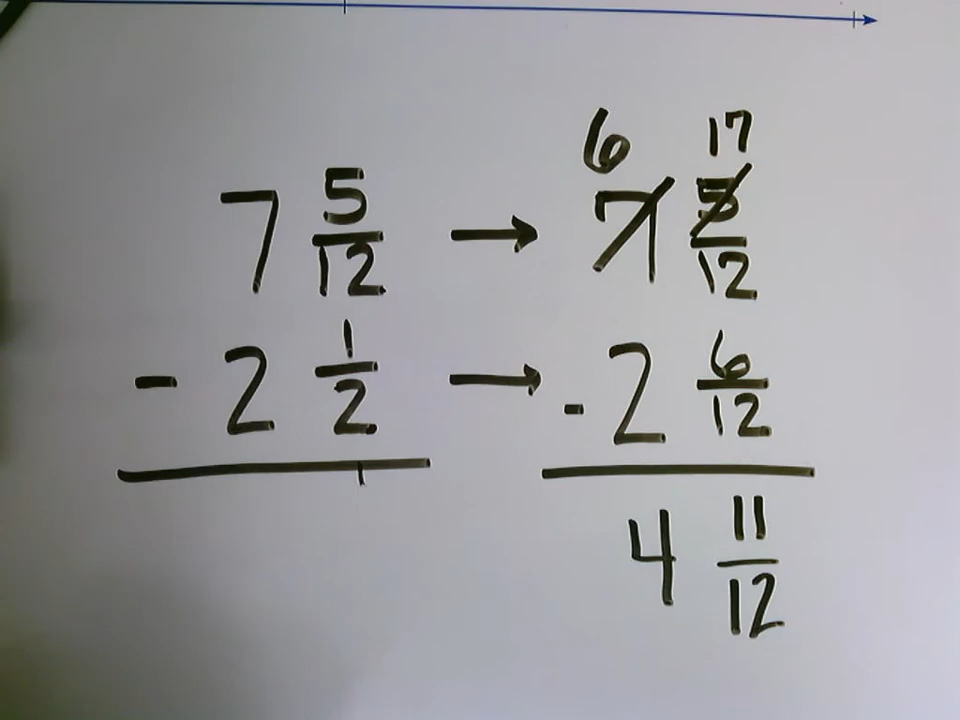 6 17
7 5/12 → 7 5/12
- 2 1/2 → - 2 6/12
4 11/12